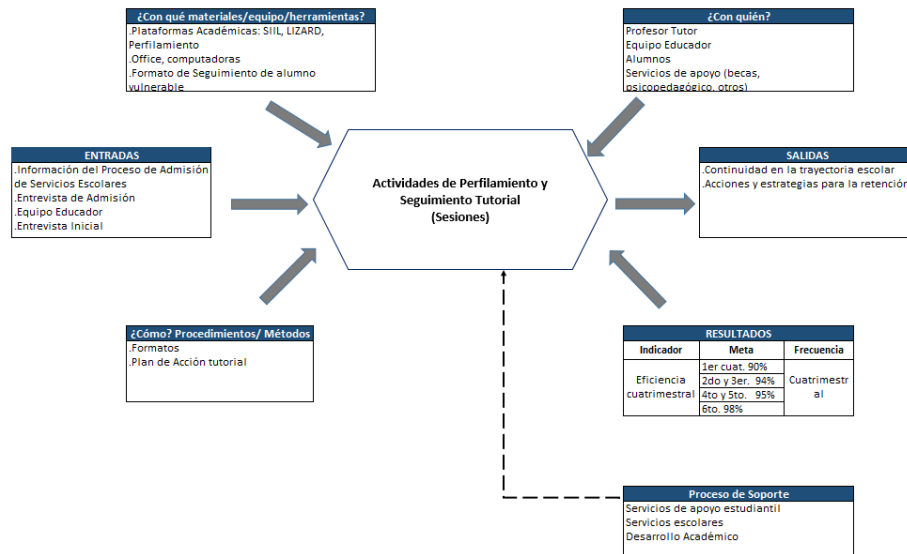 ¿Con qué materiales/equipo/herramientas?
.Plataformas Académicas: SIIL, LIZARD,
Perfilamiento
.Office, computadoras
.Formato de Seguimiento de alumno
vulnerable
¿Con quién?
Profesor Tutor
Equipo Educador
Alumnos
Servicios de apoyo (becas,
psicopedagógico, otros)
ENTRADAS
.Información del Proceso de Admisión
de Servicios Escolares
.Entrevista de Admisión
.Equipo Educador
.Entrevista Inicial
Actividades de Perfilamiento y
Seguimiento Tutorial
(Sesiones)
SALIDAS
.Continuidad en la trayectoria escolar
.Acciones y estrategias para la retención
¿Cómo? Procedimientos/ Métodos
.Formatos
.Plan de Acción tutorial
RESULTADOS
Indicador Meta Frecuencia
Eficiencia
cuatrimestral
1er cuat. 90%
2do y 3er. 94%
4to y 5to. 95%
6to. 98%
Cuatrimestr
al
Proceso de Soporte
Servicios de apoyo estudiantil
Servicios escolares
Desarrollo Académico